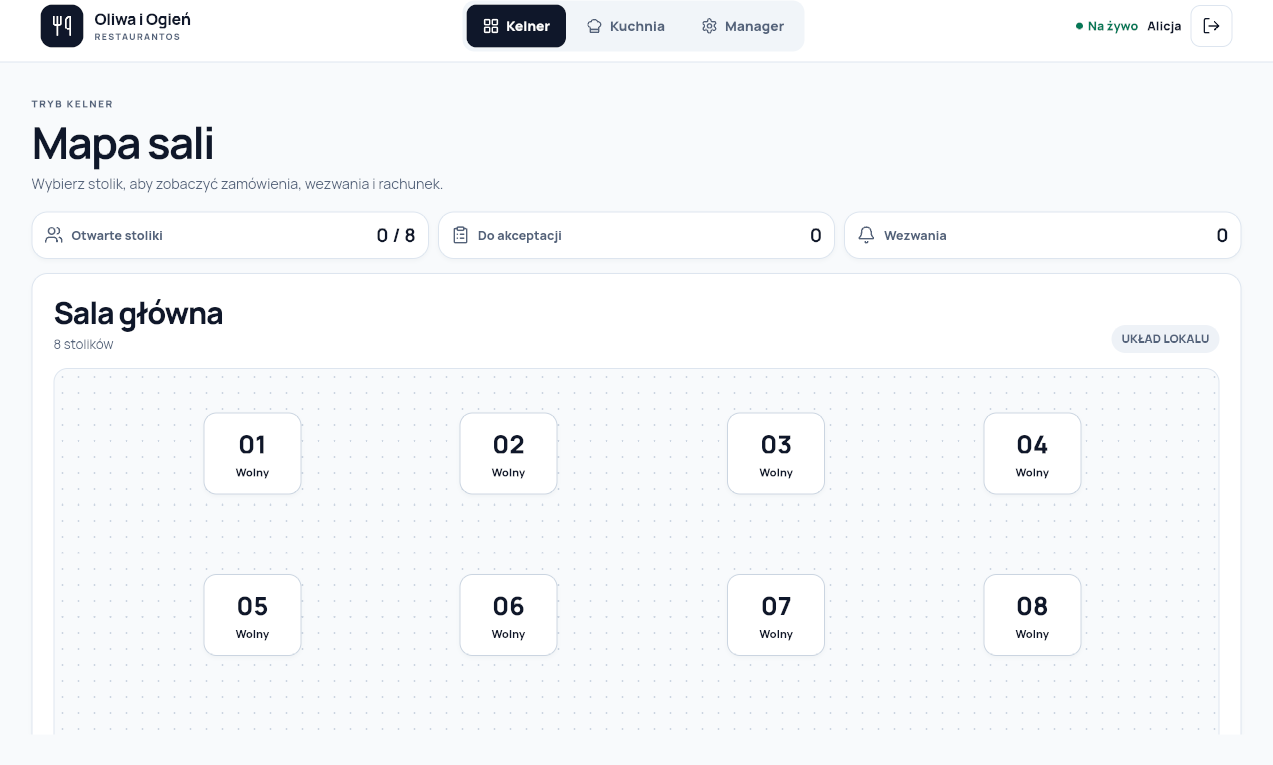 Oliwa i Ogień
RESTAURANTOS
Kelner
Kuchnia
Manager
Na żywo
Alicja
TRYB KELNER
Mapa sali
Wybierz stolik, aby zobaczyć zamówienia, wezwania i rachunek.
Otwarte stoliki
0 / 8
Do akceptacji
0
Wezwania
0
Sala główna
8 stolików
UKŁAD LOKALU
01
Wolny
02
Wolny
03
Wolny
04
Wolny
05
Wolny
06
Wolny
07
Wolny
08
Wolny